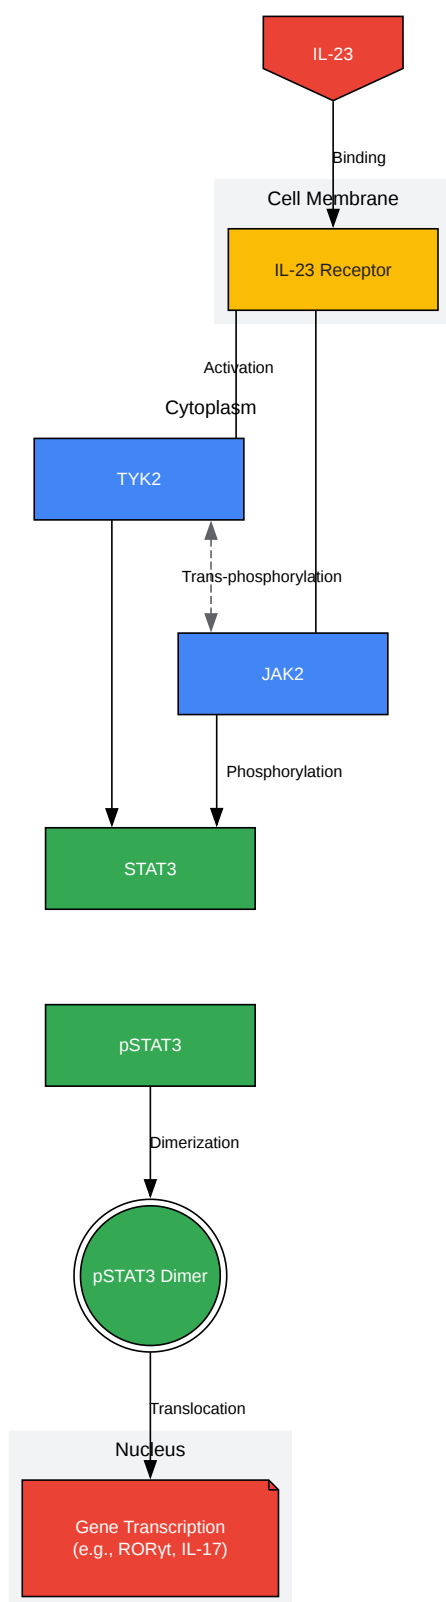 IL-23
Binding
Cell Membrane
IL-23 Receptor
Activation
Cytoplasm
TYK2
Trans-phosphorylation
JAK2
Phosphorylation
STAT3
pSTAT3
Dimerization
pSTAT3 Dimer
Translocation
Nucleus
Gene Transcription
(e.g., RORγt, IL-17)